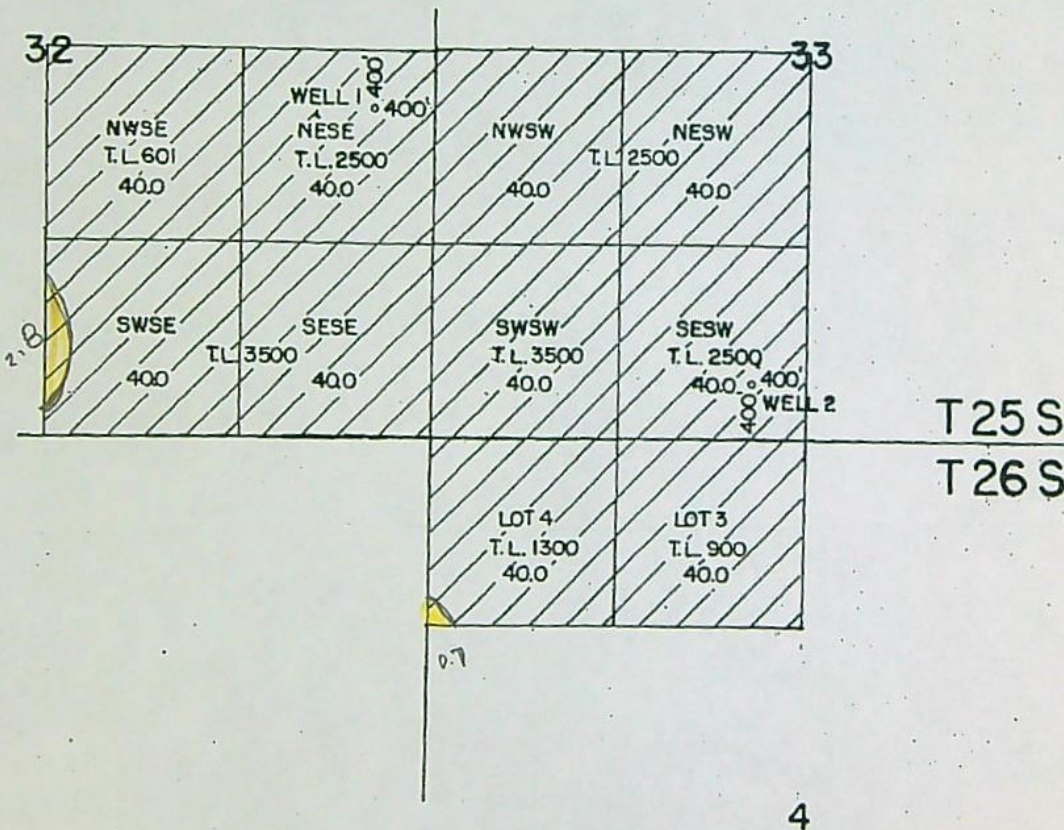 32
33
WELL 1
400'
400'
NWSE
T.L. 601
40.0
NESE
T.L. 2500
40.0
NWSW
40.0
T.L. 2500
NESW
40.0
2.8
SWSE
40.0
T.L. 3500
SESE
40.0
SWSW
T.L. 3500
40.0
SESW
T.L. 2500
40.0
400'
400'
WELL 2
T 25 S
T 26 S
LOT 4
T.L. 1300
40.0
LOT 3
T.L. 900
40.0
0.7
4